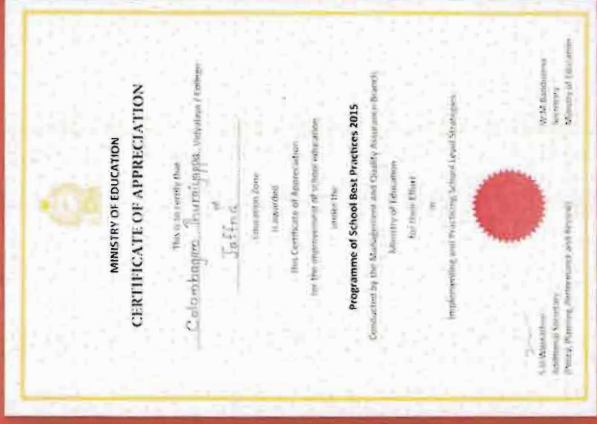 MINISTRY OF EDUCATION
CERTIFICATE OF APPRECIATION
This is to certify that
Vidyalaya / College
of
Jaffna
Education Zone
is awarded
this Certificate of Appreciation
for the improvement of school education
under the
Programme of School Best Practices 2015
Conducted by the Management and Quality Assurance Branch,
Ministry of Education
for their Effort
in
Implementing and Practicing School Level Strategies
Additional Secretary
(Policy, Planning, Performance and Review)
W.M. Bandusena
Secretary
Ministry of Education